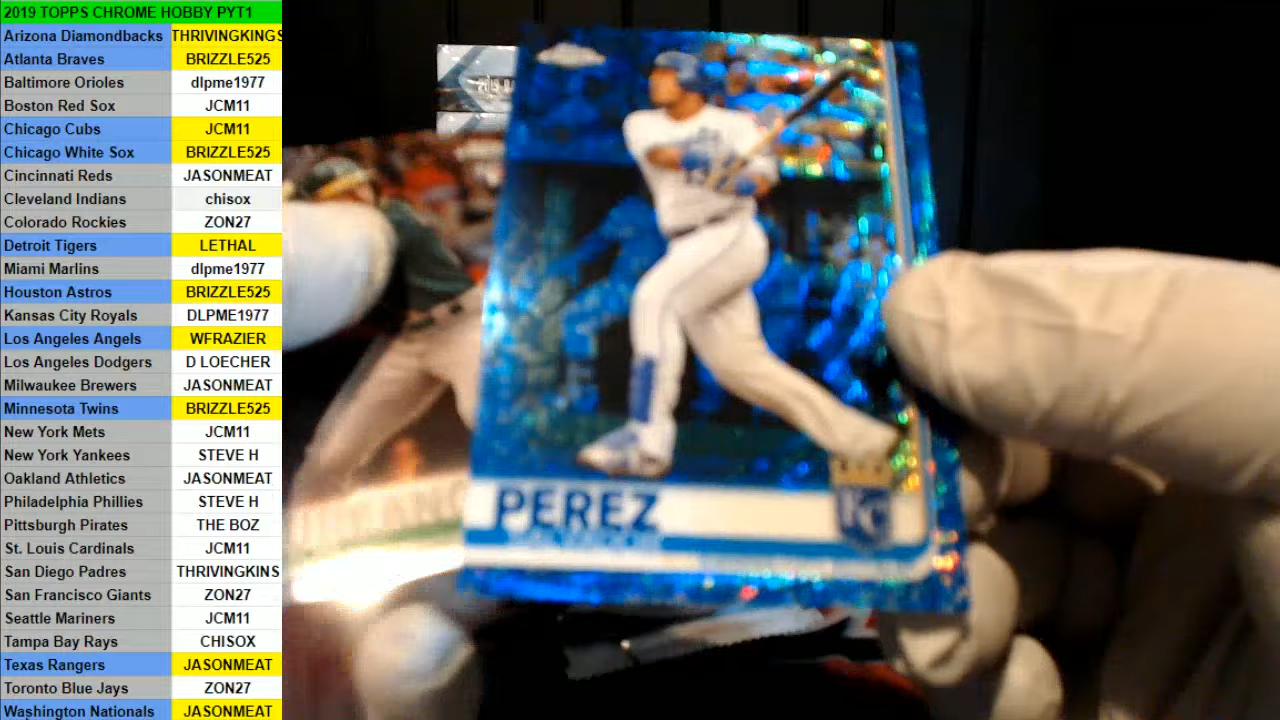 2019 TOPPS CHROME HOBBY PYT1
Arizona Diamondbacks THRIVINGKINGS
Atlanta Braves BRIZZLE525
Baltimore Orioles dlpme1977
Boston Red Sox JCM11
Chicago Cubs JCM11
Chicago White Sox BRIZZLE525
Cincinnati Reds JASONMEAT
Cleveland Indians chisox
Colorado Rockies ZON27
Detroit Tigers LETHAL
Miami Marlins dlpme1977
Houston Astros BRIZZLE525
Kansas City Royals DLPME1977
Los Angeles Angels WFRAZIER
Los Angeles Dodgers D LOECHER
Milwaukee Brewers JASONMEAT
Minnesota Twins BRIZZLE525
New York Mets JCM11
New York Yankees STEVE H
Oakland Athletics JASONMEAT
Philadelphia Phillies STEVE H
Pittsburgh Pirates THE BOZ
St. Louis Cardinals JCM11
San Diego Padres THRIVINGKINS
San Francisco Giants ZON27
Seattle Mariners JCM11
Tampa Bay Rays CHISOX
Texas Rangers JASONMEAT
Toronto Blue Jays ZON27
Washington Nationals JASONMEAT
PEREZ
KC